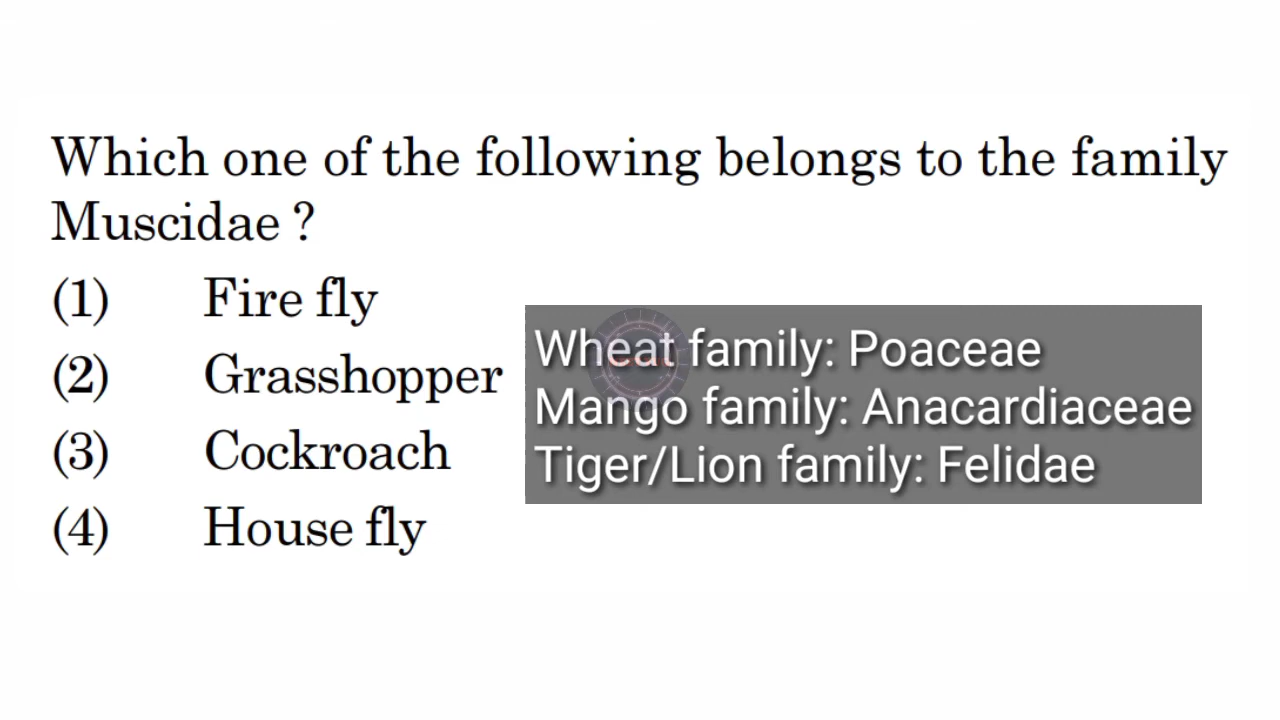 Which one of the following belongs to the family
Muscidae ?
(1) Fire fly
(2) Grasshopper
(3) Cockroach
(4) House fly
Wheat family: Poaceae
Mango family: Anacardiaceae
Tiger/Lion family: Felidae